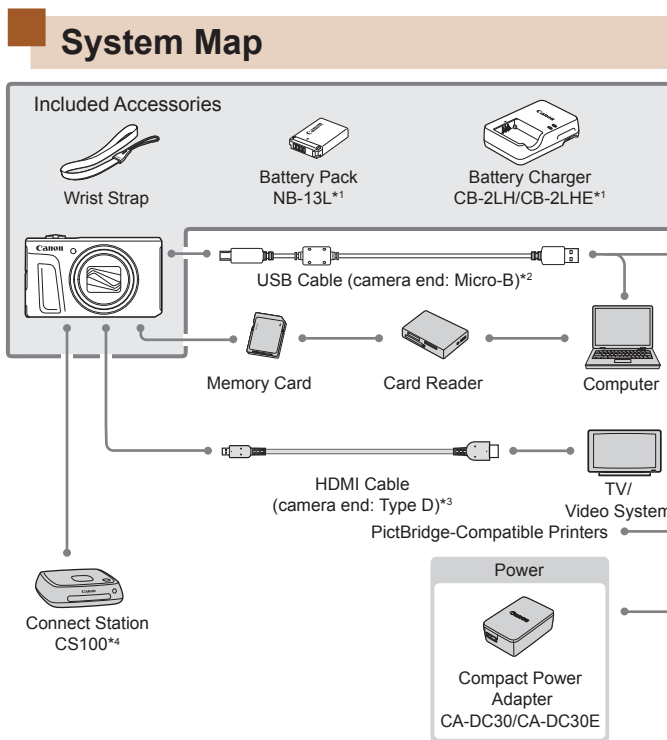 System Map
Included Accessories
Wrist Strap
Battery Pack
NB-13L*1
Battery Charger
CB-2LH/CB-2LHE*1
Canon
USB Cable (camera end: Micro-B)*2
Memory Card
Card Reader
Computer
HDMI Cable
(camera end: Type D)*3
TV/
Video System
PictBridge-Compatible Printers
Connect Station
CS100*4
Power
Compact Power
Adapter
CA-DC30/CA-DC30E